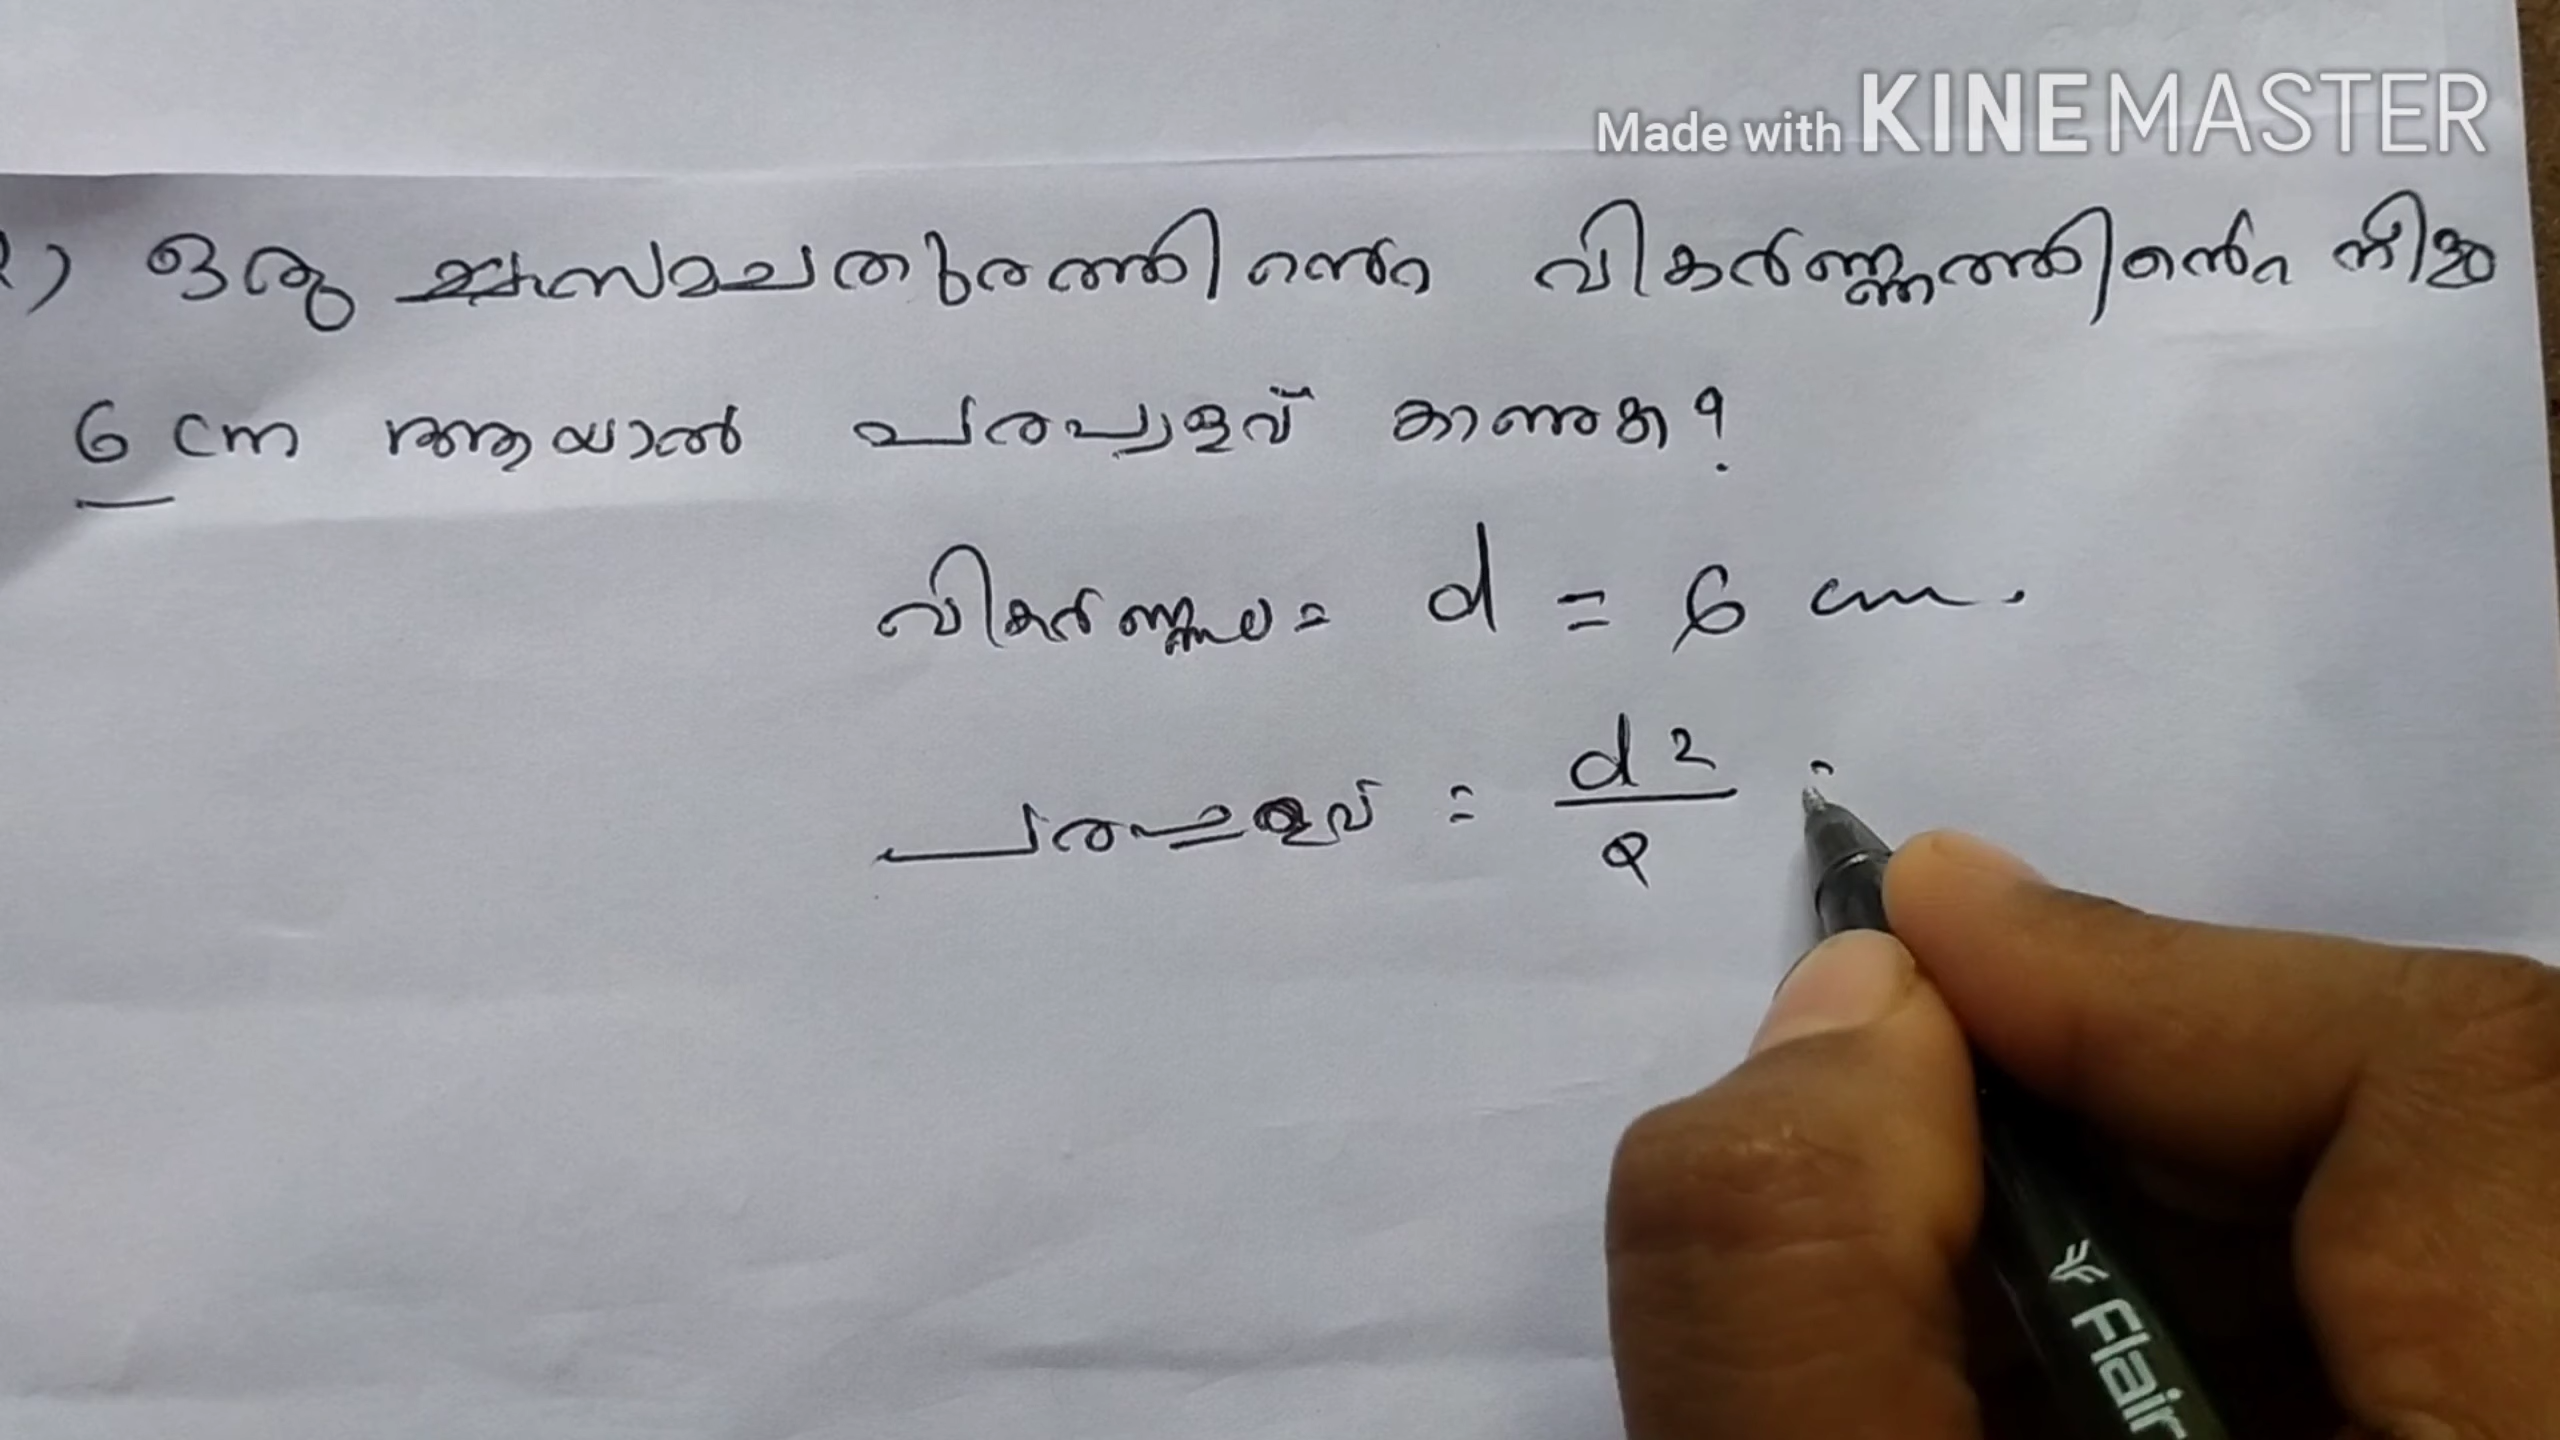 Made with KINEMASTER
2) ഒരു സമചതുരത്തിന്റെ വികർണ്ണത്തിന്റെ നീളം
6 cm ആയാൽ പരപ്പളവ് കാണുക ?
വികർണ്ണം = d = 6 cm.
പരപ്പളവ് = d²/2 =
Flair